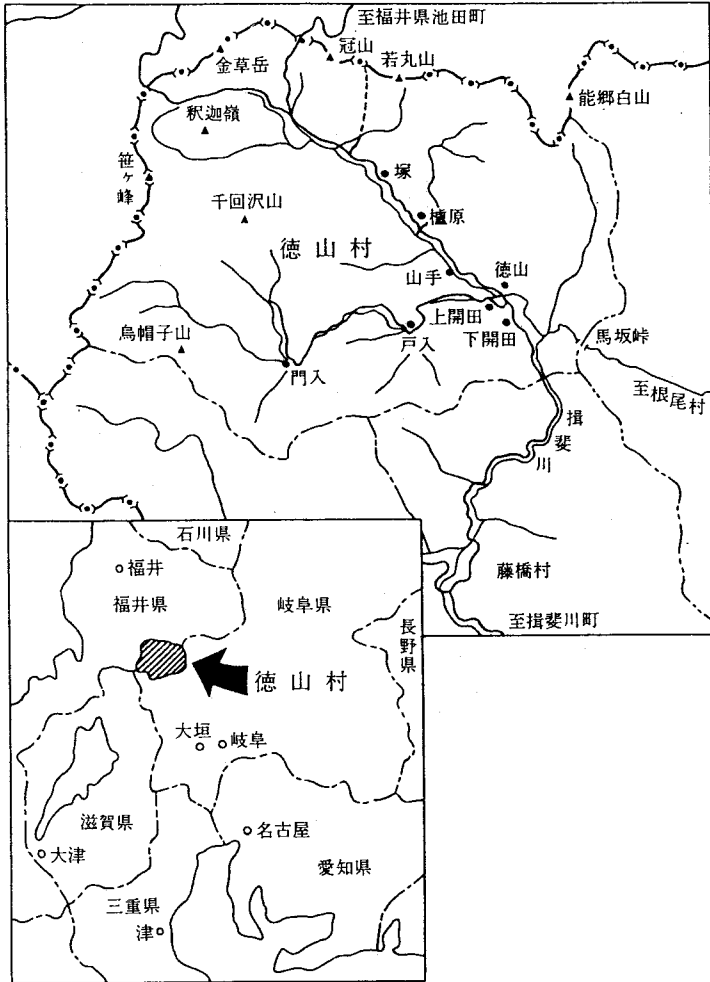 至福井県池田町
冠山
金草岳
若丸山
能郷白山
釈迦嶺
笹ヶ峰
塚
千回沢山
櫨原
徳山村
山手
徳山
上開田
下開田
烏帽子山
戸入
門入
馬坂峠
至根尾村
揖斐川
藤橋村
至揖斐川町
石川県
福井
福井県
岐阜県
長野県
徳山村
大垣
岐阜
滋賀県
名古屋
大津
愛知県
三重県
津